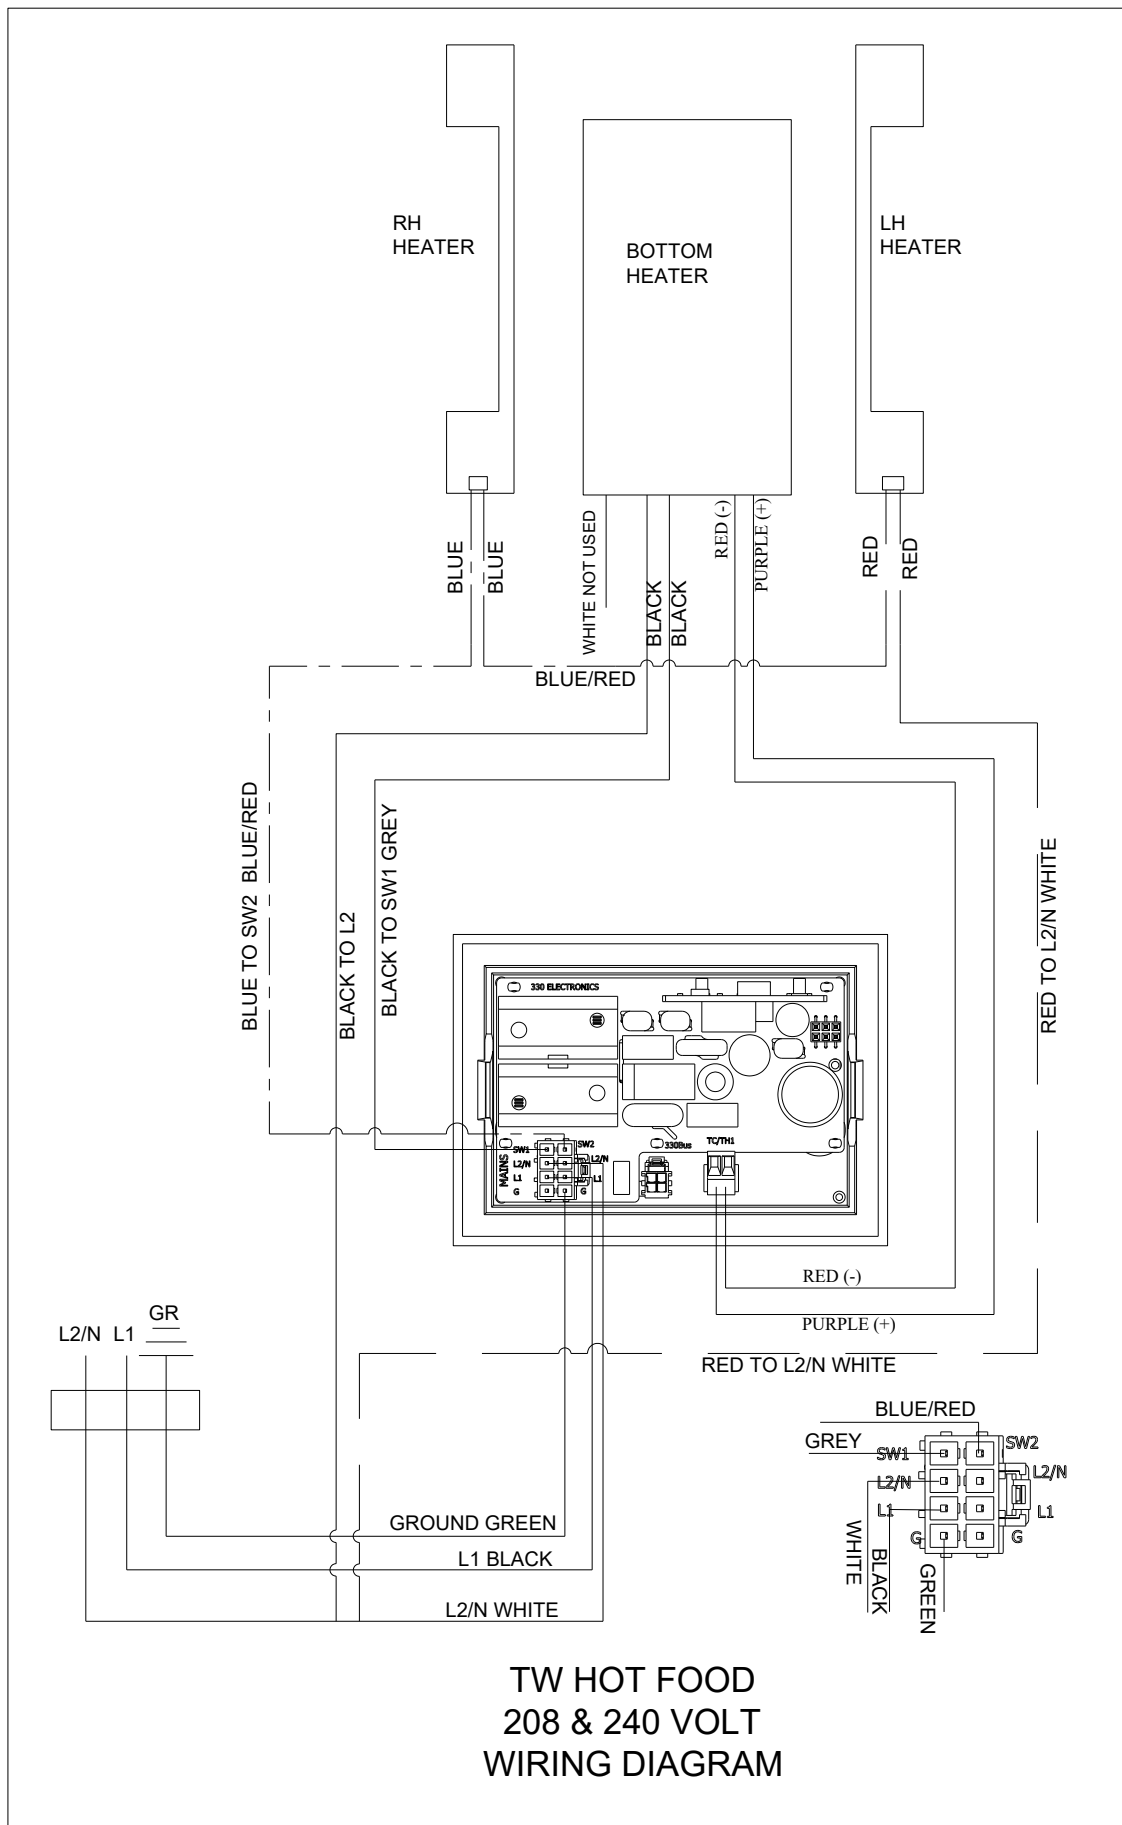 RH
HEATER
BOTTOM
HEATER
LH
HEATER
BLUE
BLUE
WHITE NOT USED
BLACK
BLACK
RED (-)
PURPLE (+)
RED
RED
BLUE/RED
BLUE TO SW2 BLUE/RED
BLACK TO L2
BLACK TO SW1 GREY
RED TO L2/N WHITE
330 ELECTRONICS
MAINS
SW1
L2/N
L1
G
SW2
L2/N
L1
G
330Bus
TC/TH1
RED (-)
PURPLE (+)
RED TO L2/N WHITE
L2/N L1 GR
GROUND GREEN
L1 BLACK
L2/N WHITE
BLUE/RED
GREY
SW1
L2/N
L1
G
SW2
L2/N
L1
G
WHITE
BLACK
GREEN
TW HOT FOOD
208 & 240 VOLT
WIRING DIAGRAM